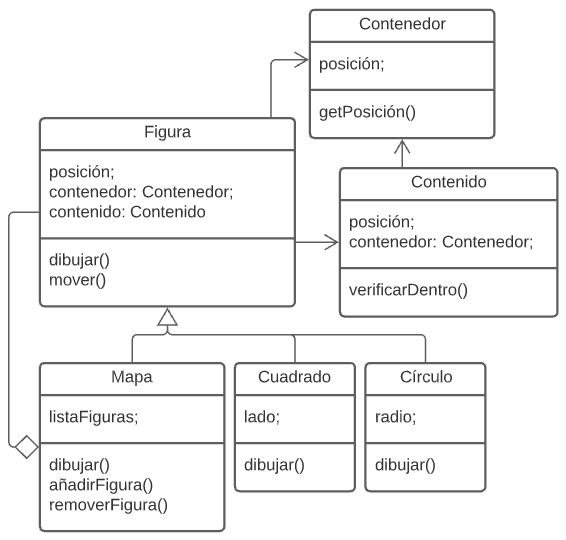 Contenedor
posición;
getPosición()
Figura
posición;
contenedor: Contenedor;
contenido: Contenido
dibujar()
mover()
Contenido
posición;
contenedor: Contenedor;
verificarDentro()
Mapa
listaFiguras;
dibujar()
añadirFigura()
removerFigura()
Cuadrado
lado;
dibujar()
Círculo
radio;
dibujar()